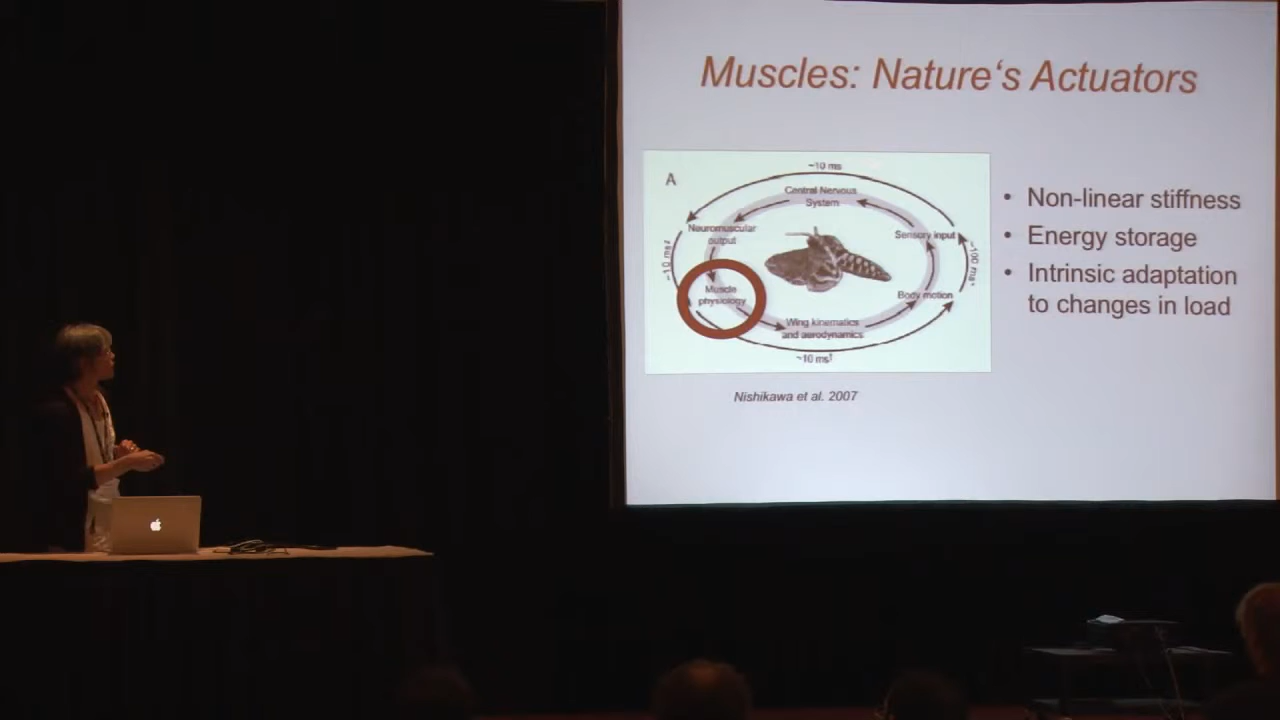 Muscles: Nature‘s Actuators
A
~10 ms
Central Nervous
System
Neuromuscular
output
Sensory input
~10 ms
Muscle
physiology
Body motion
Wing kinematics
and aerodynamics
~10 ms
• Non-linear stiffness
• Energy storage
• Intrinsic adaptation
to changes in load
Nishikawa et al. 2007